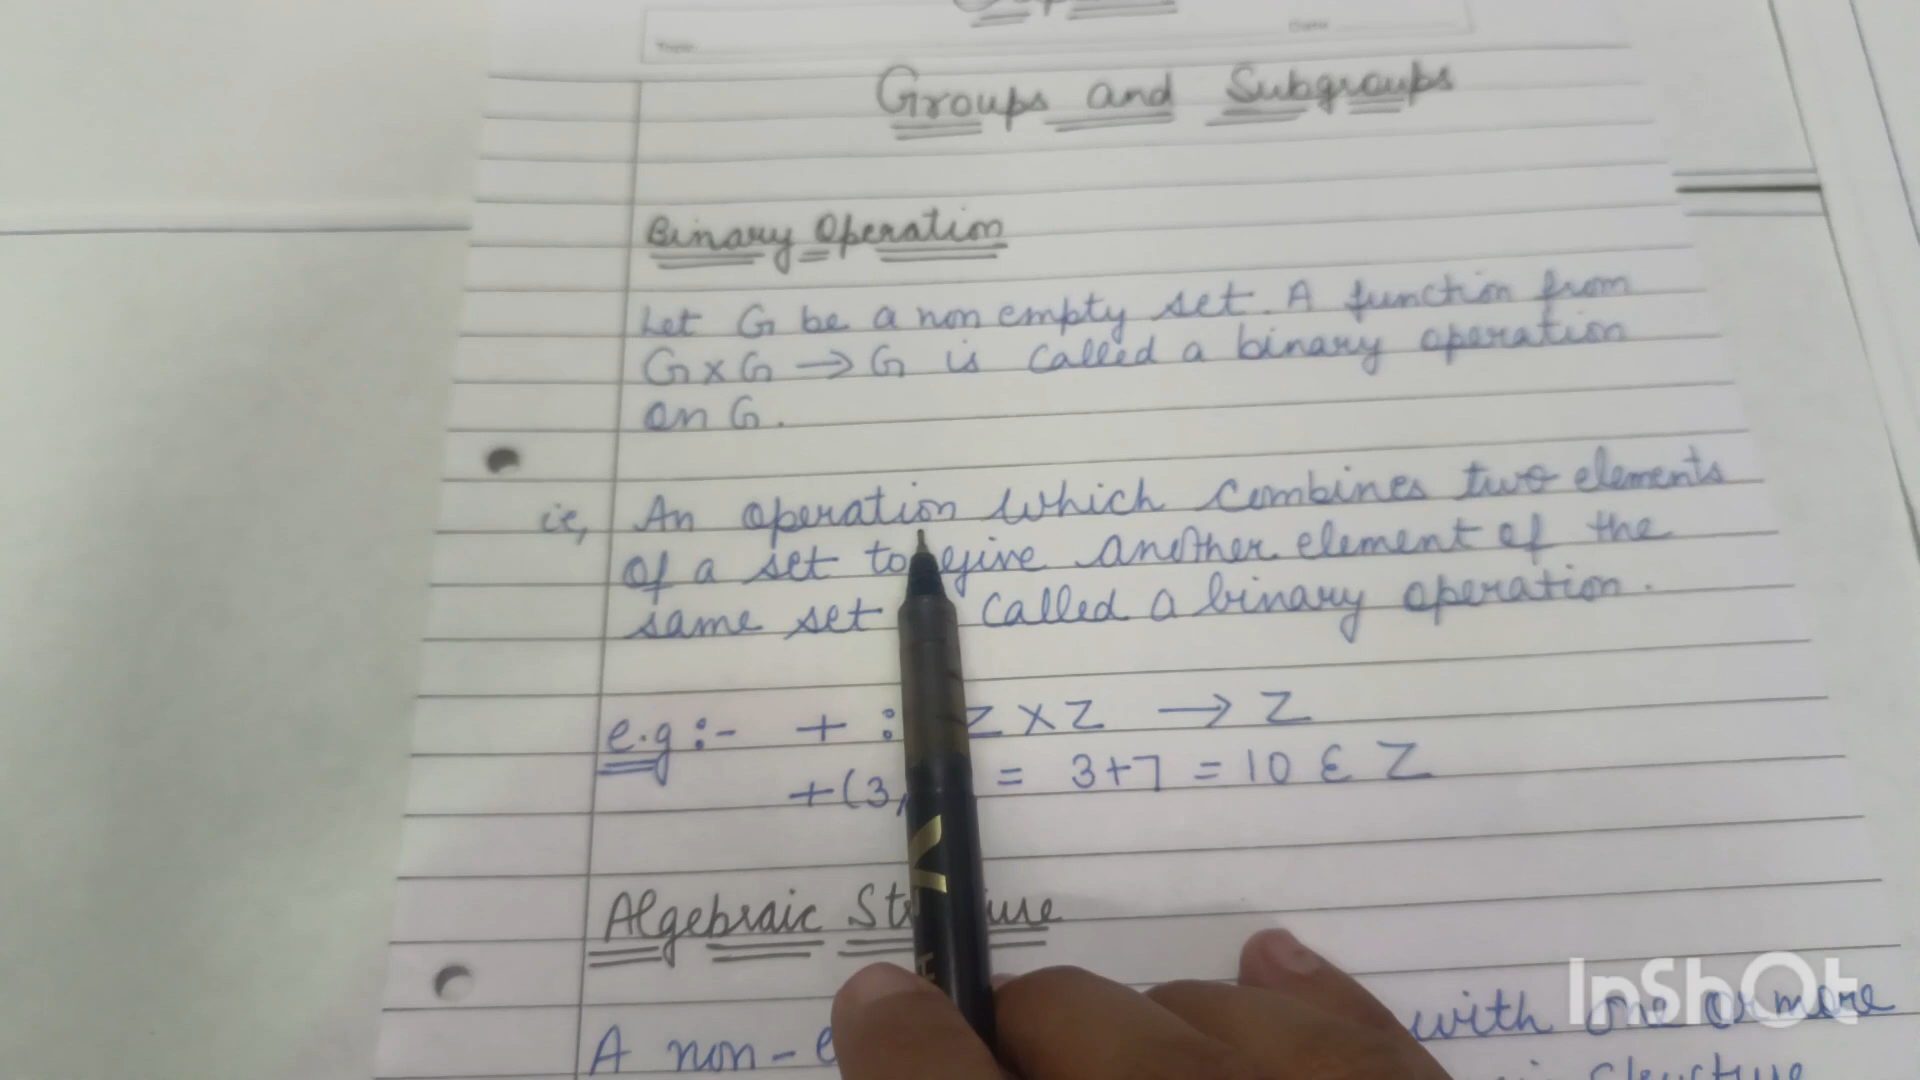 Groups and Subgroups
Binary Operation
Let G be a non empty set. A function from
G×G → G is called a binary operation
on G.
ie, An operation which combines two elements
of a set to give another element of the
same set called a binary operation.
e.g:- + : Z × Z → Z
+(3, = 3+7 = 10 ∈ Z
Algebraic Structure
A non-e with one or more
structure
InShOt